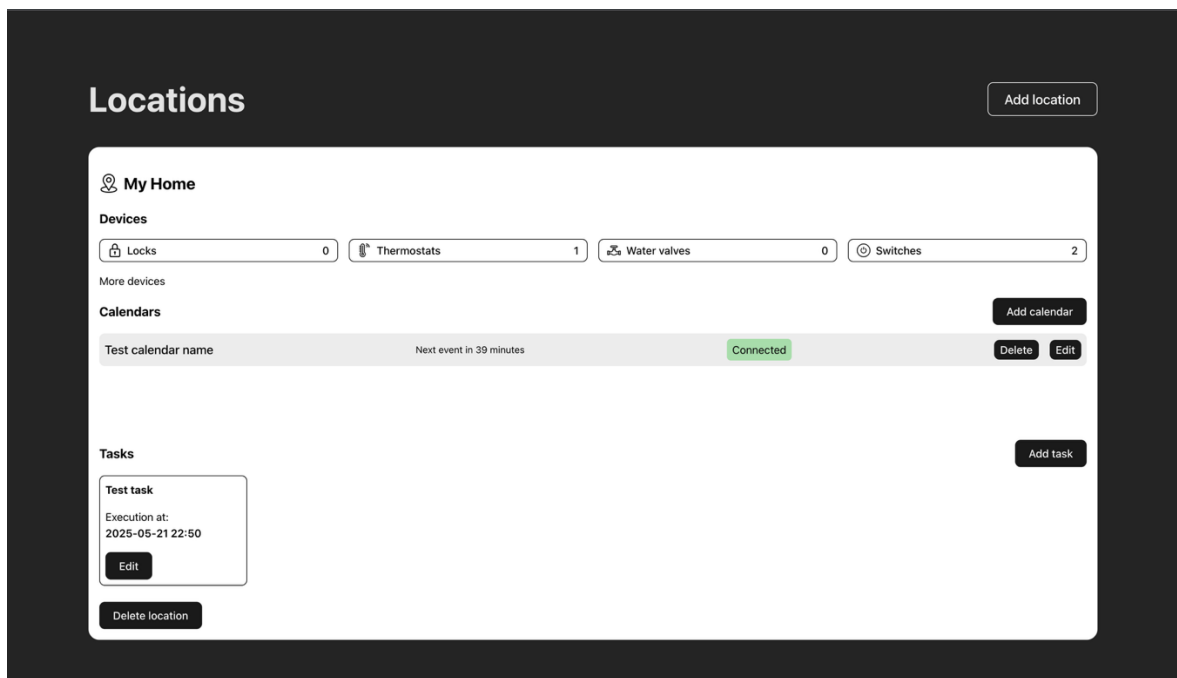 Locations
Add location
My Home
Devices
Locks 0
Thermostats 1
Water valves 0
Switches 2
More devices
Calendars
Add calendar
Test calendar name
Next event in 39 minutes
Connected
Delete
Edit
Tasks
Add task
Test task
Execution at:
2025-05-21 22:50
Edit
Delete location